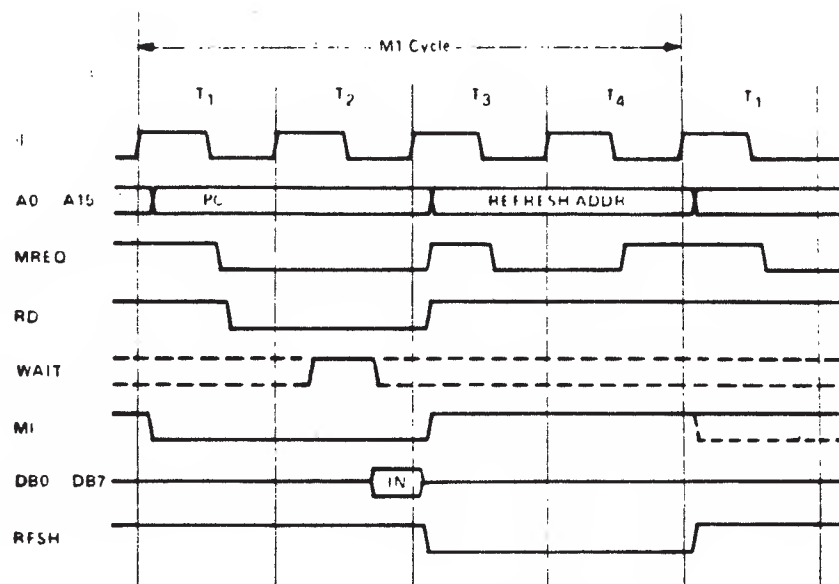 M1 Cycle
T1 T2 T3 T4 T1
A0 A15 PC REFRESH ADDR
MREQ
RD
WAIT
M1
DB0 DB7 IN
RFSH